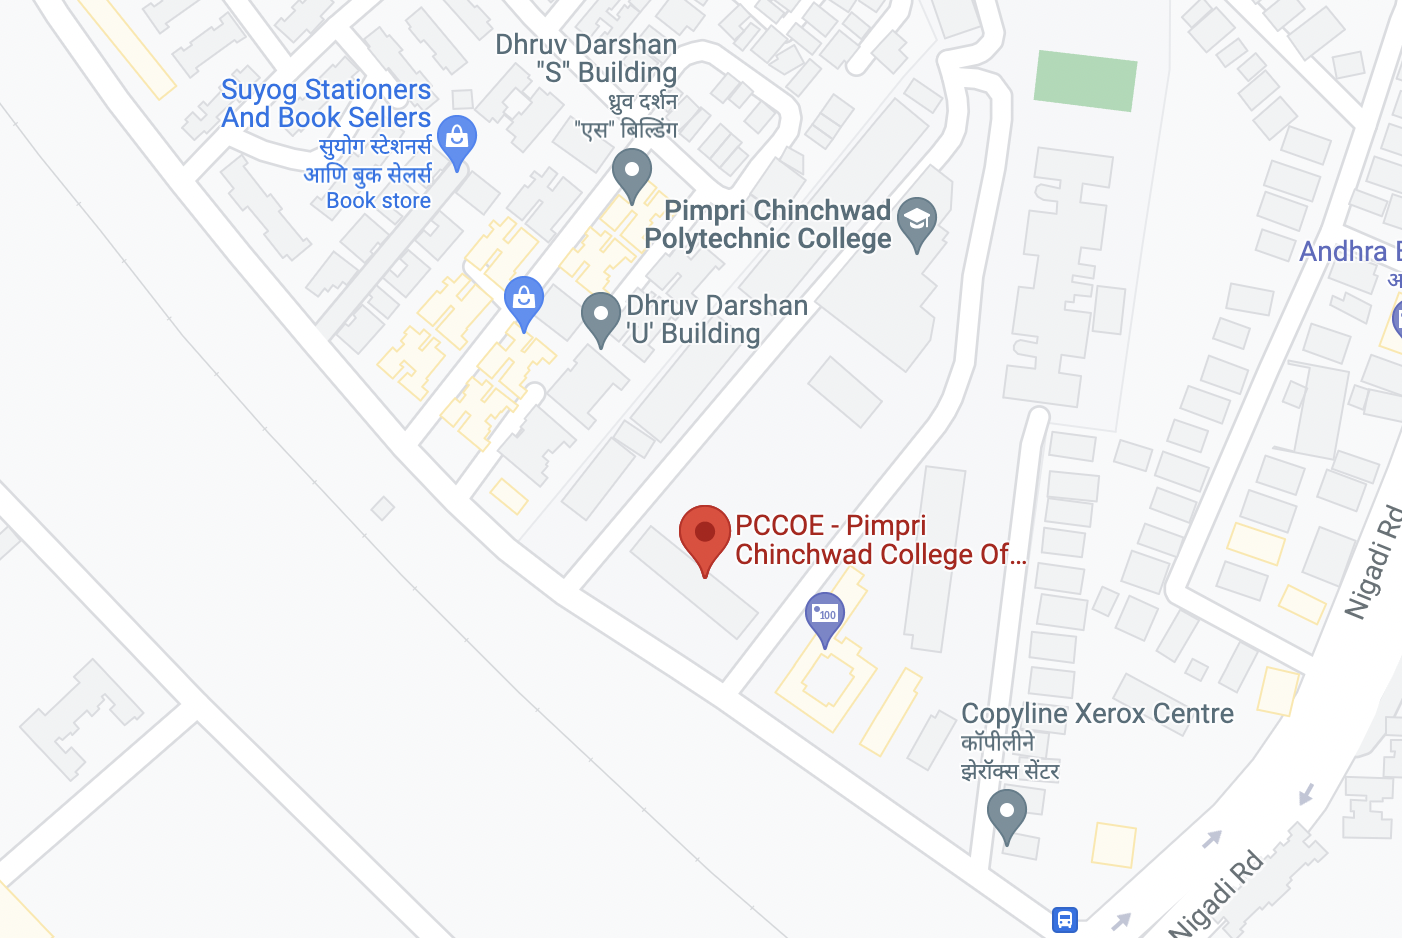 Dhruv Darshan
"S" Building
ध्रुव दर्शन
"एस" बिल्डिंग
Suyog Stationers
And Book Sellers
सुयोग स्टेशनर्स
आणि बुक सेलर्स
Book store
Pimpri Chinchwad
Polytechnic College
Andhra
Dhruv Darshan
'U' Building
PCCOE - Pimpri
Chinchwad College Of...
100
Nigadi Rd
Copyline Xerox Centre
कॉपीलीने
झेरॉक्स सेंटर
Nigadi Rd